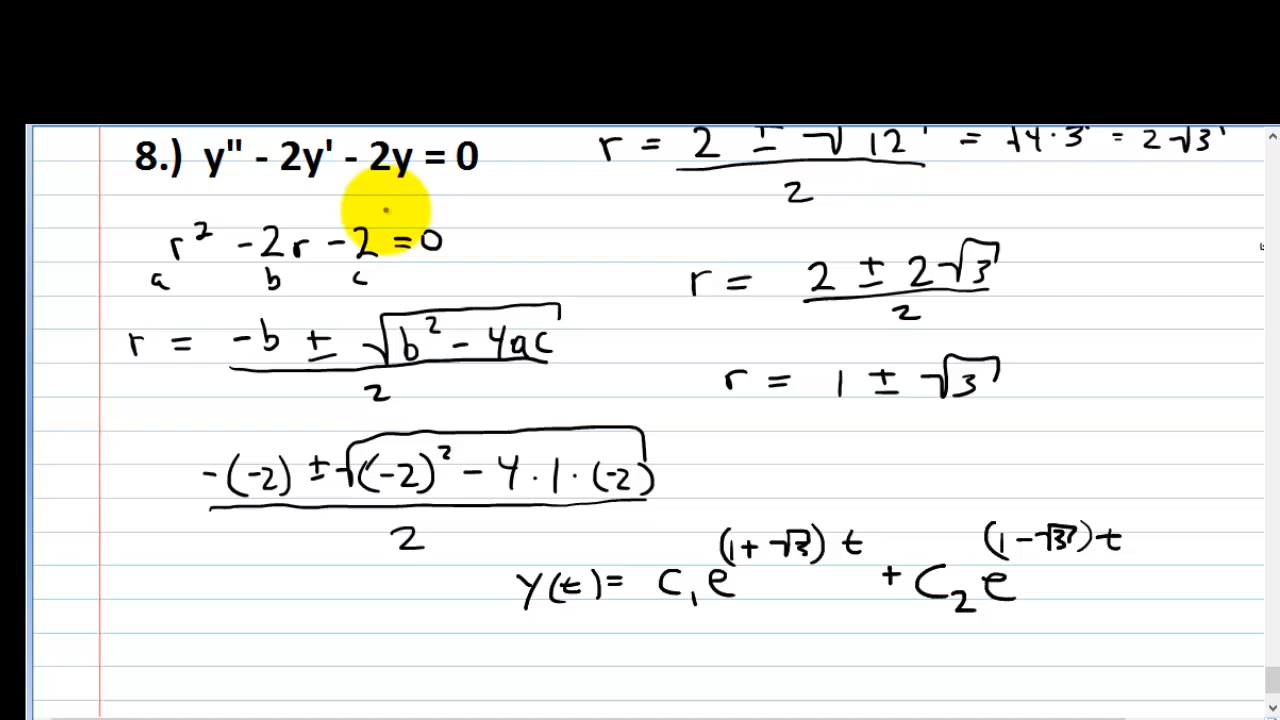 8.) y'' - 2y' - 2y = 0
r² - 2r - 2 = 0
a b c
r = (-b ± √(b² - 4ac)) / 2
(-(-2) ± √((-2)² - 4 · 1 · (-2))) / 2
r = (2 ± √12) / 2 = √4 · 3 = 2√3
r = (2 ± 2√3) / 2
r = 1 ± √3
y(t) = C₁e^(1 + √3)t + C₂e^(1 - √3)t